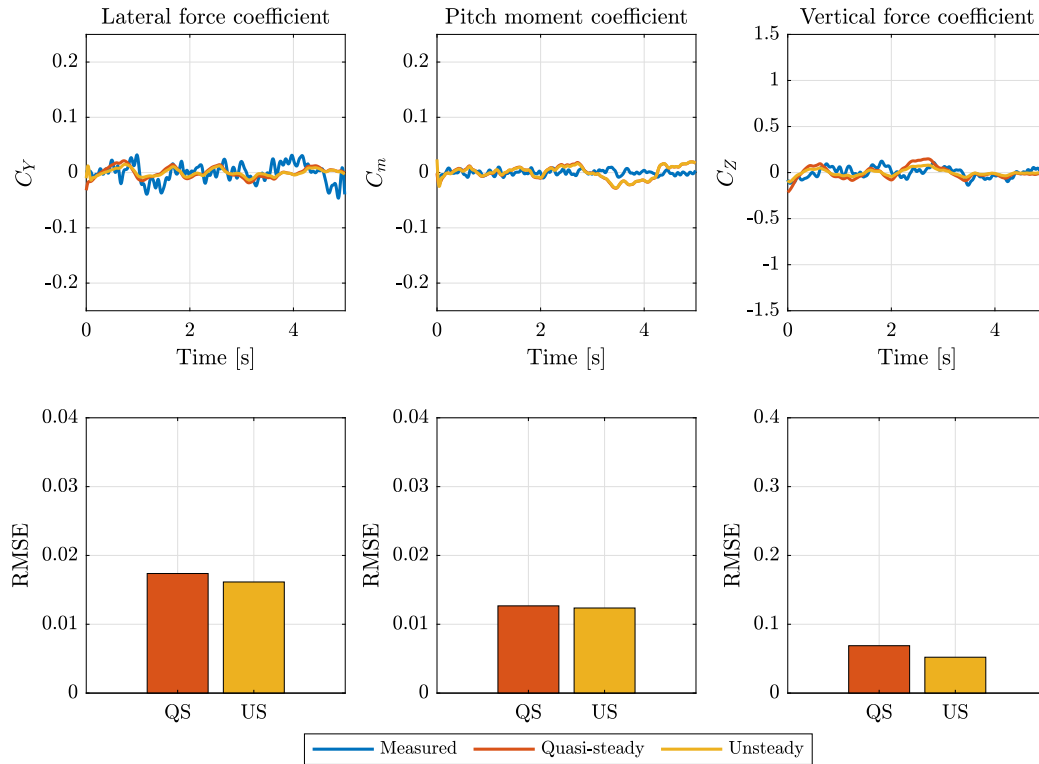 Lateral force coefficient
Pitch moment coefficient
Vertical force coefficient
0.2
0.1
0
-0.1
-0.2
C_Y
0 2 4
Time [s]
0.2
0.1
0
-0.1
-0.2
C_m
0 2 4
Time [s]
1.5
1
0.5
0
-0.5
-1
-1.5
C_Z
0 2 4
Time [s]
0.04
0.03
0.02
0.01
0
RMSE
QS US
0.04
0.03
0.02
0.01
0
RMSE
QS US
0.4
0.3
0.2
0.1
0
RMSE
QS US
Measured Quasi-steady Unsteady